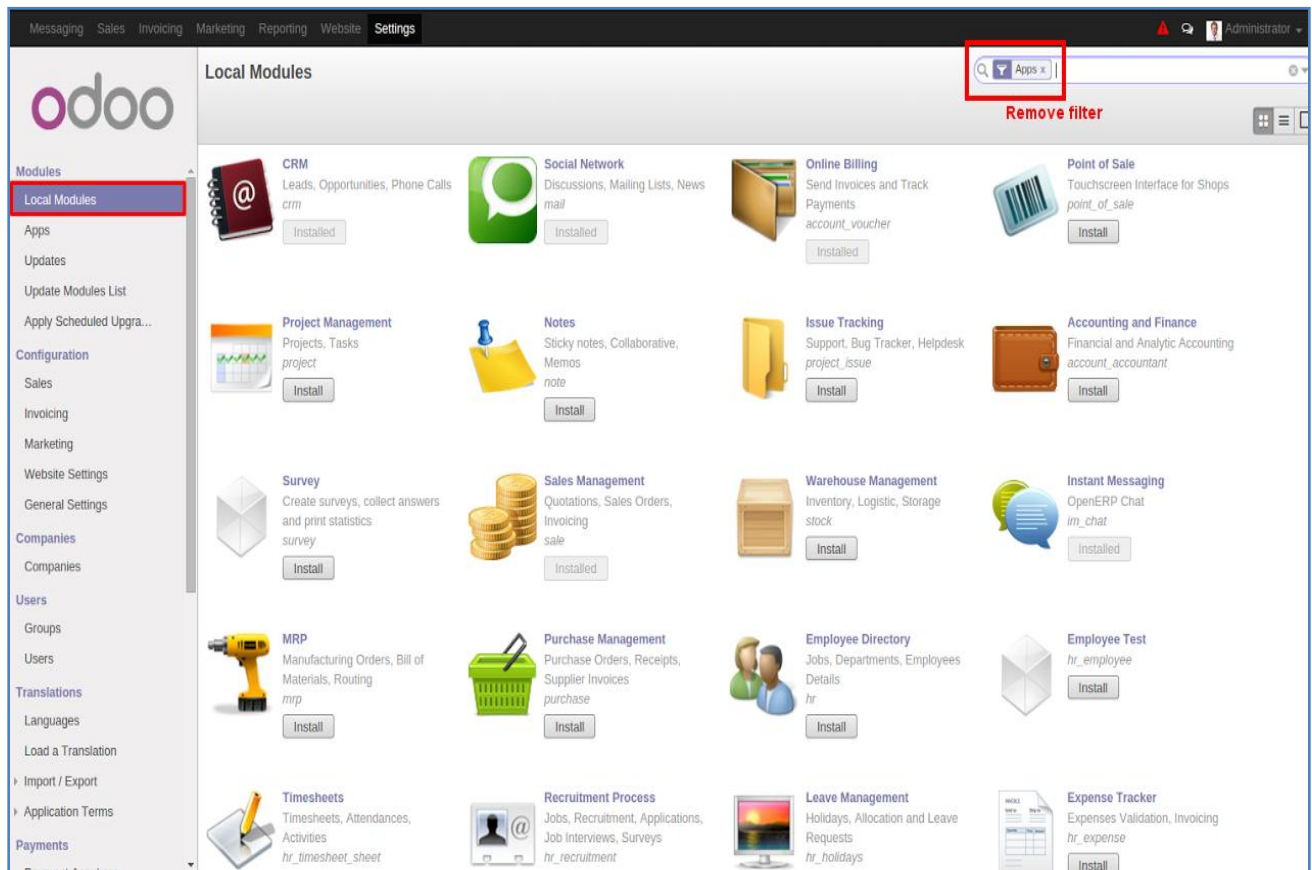 Messaging Sales Invoicing Marketing Reporting Website Settings Administrator
odoo
Local Modules
Apps x
Remove filter
Modules
Local Modules
Apps
Updates
Update Modules List
Apply Scheduled Upgra...
Configuration
Sales
Invoicing
Marketing
Website Settings
General Settings
Companies
Companies
Users
Groups
Users
Translations
Languages
Load a Translation
Import / Export
Application Terms
Payments
CRM
Leads, Opportunities, Phone Calls
crm
Installed
Social Network
Discussions, Mailing Lists, News
mail
Installed
Online Billing
Send Invoices and Track
Payments
account_voucher
Installed
Point of Sale
Touchscreen Interface for Shops
point_of_sale
Install
Project Management
Projects, Tasks
project
Install
Notes
Sticky notes, Collaborative,
Memos
note
Install
Issue Tracking
Support, Bug Tracker, Helpdesk
project_issue
Install
Accounting and Finance
Financial and Analytic Accounting
account_accountant
Install
Survey
Create surveys, collect answers
and print statistics
survey
Install
Sales Management
Quotations, Sales Orders,
Invoicing
sale
Installed
Warehouse Management
Inventory, Logistic, Storage
stock
Install
Instant Messaging
OpenERP Chat
im_chat
Installed
MRP
Manufacturing Orders, Bill of
Materials, Routing
mrp
Install
Purchase Management
Purchase Orders, Receipts,
Supplier Invoices
purchase
Install
Employee Directory
Jobs, Departments, Employees
Details
hr
Install
Employee Test
hr_employee
Install
Timesheets
Timesheets, Attendances,
Activities
hr_timesheet_sheet
Recruitment Process
Jobs, Recruitment, Applications,
Job Interviews, Surveys
hr_recruitment
Leave Management
Holidays, Allocation and Leave
Requests
hr_holidays
Expense Tracker
Expenses Validation, Invoicing
hr_expense
Install